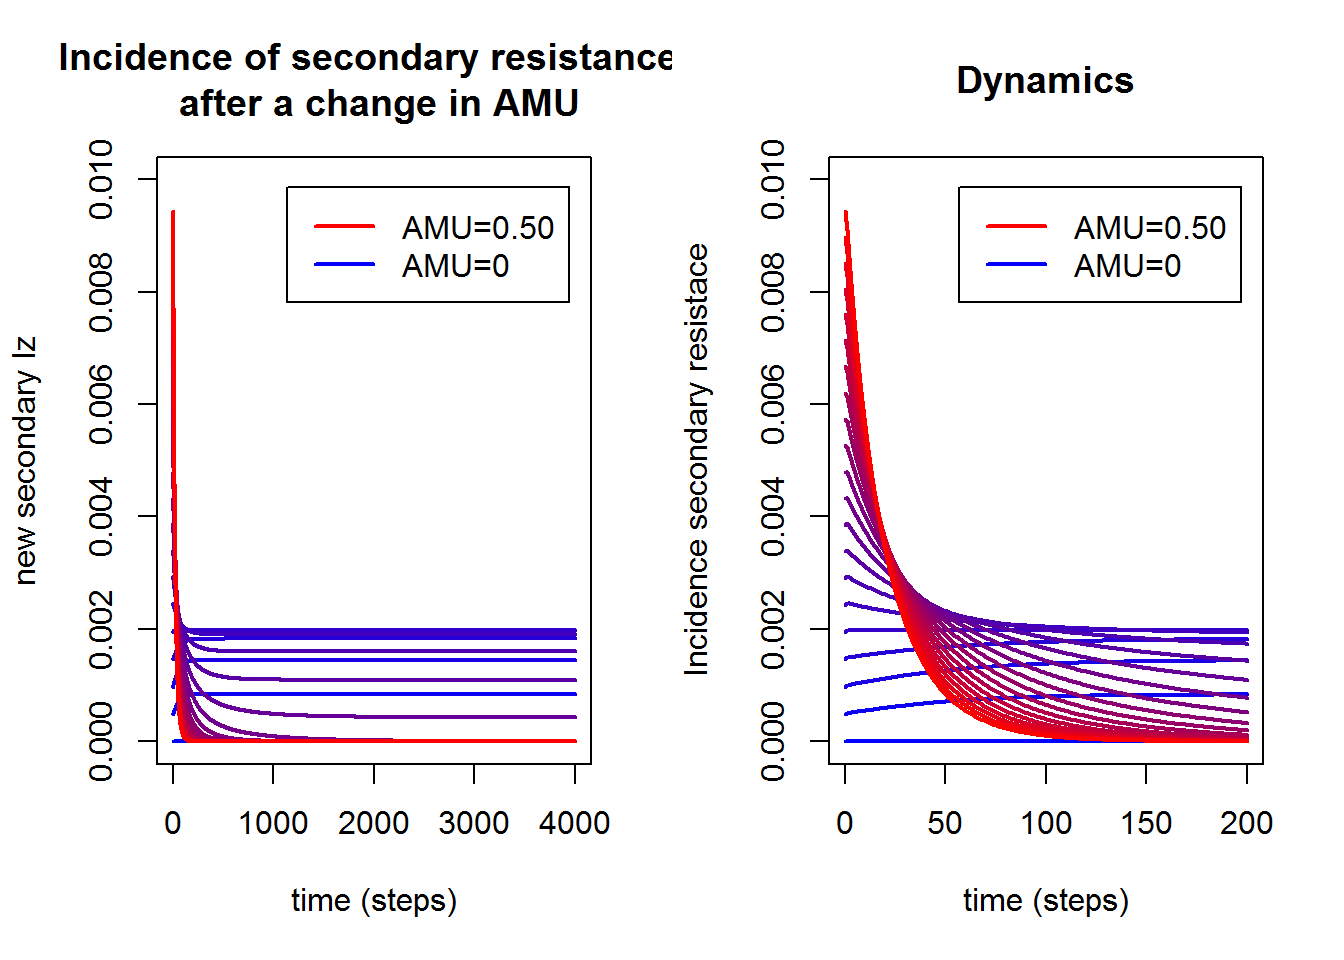 Incidence of secondary resistance
after a change in AMU
new secondary Iz
0.000
0.002
0.004
0.006
0.008
0.010
AMU=0.50
AMU=0
0
1000
2000
3000
4000
time (steps)
Dynamics
Incidence secondary resistace
0.000
0.002
0.004
0.006
0.008
0.010
AMU=0.50
AMU=0
0
50
100
150
200
time (steps)